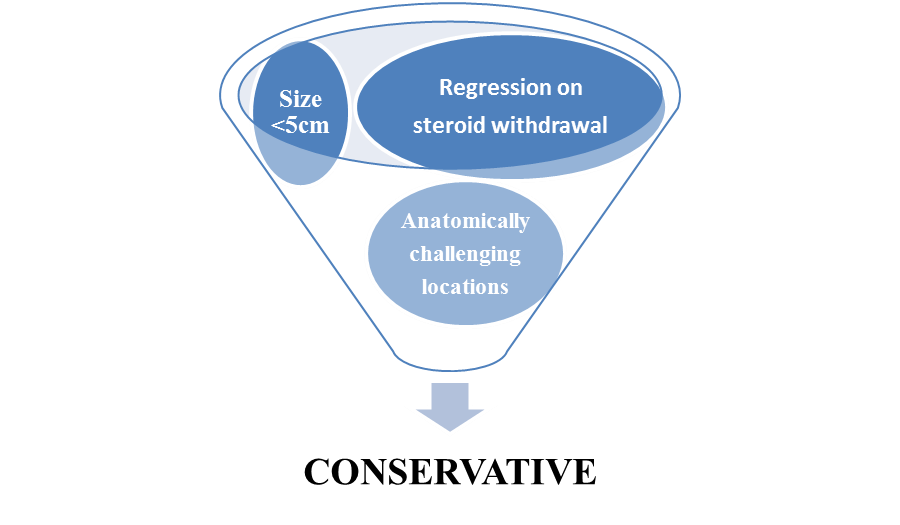 Size
<5cm
Regression on
steroid withdrawal
Anatomically
challenging
locations
CONSERVATIVE